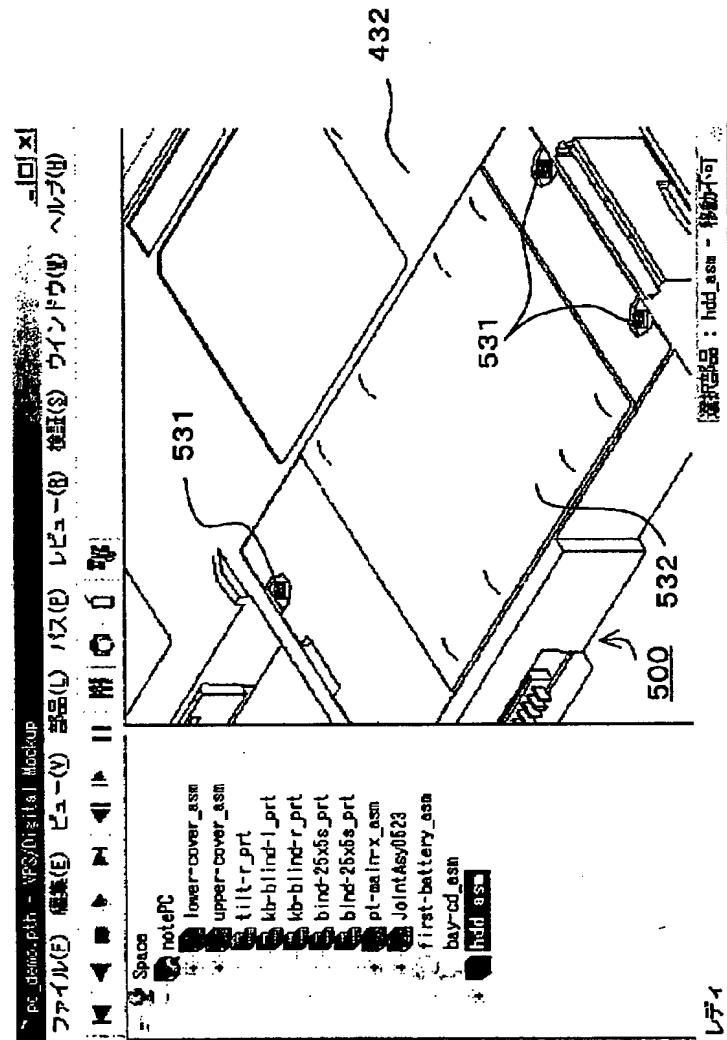 pc_demo.pth - VPS/Digital Mockup
ファイル(F) 編集(E) ビュー(V) 部品(L) パス(P) レビュー(R) 検証(S) ウインドウ(W) ヘルプ(H)
Space
notePC
lower-cover_asm
upper-cover_asm
tilt-r_prt
kb-blind-l_prt
kb-blind-r_prt
bind-25x5s_prt
bind-25x6s_prt
pt-main-x_asm
JointAsy0523
first-battery_asm
bay-cd_asm
hdd_asm
531
432
531
532
500
レディ
選択部品 : hdd_asm - 移動不可